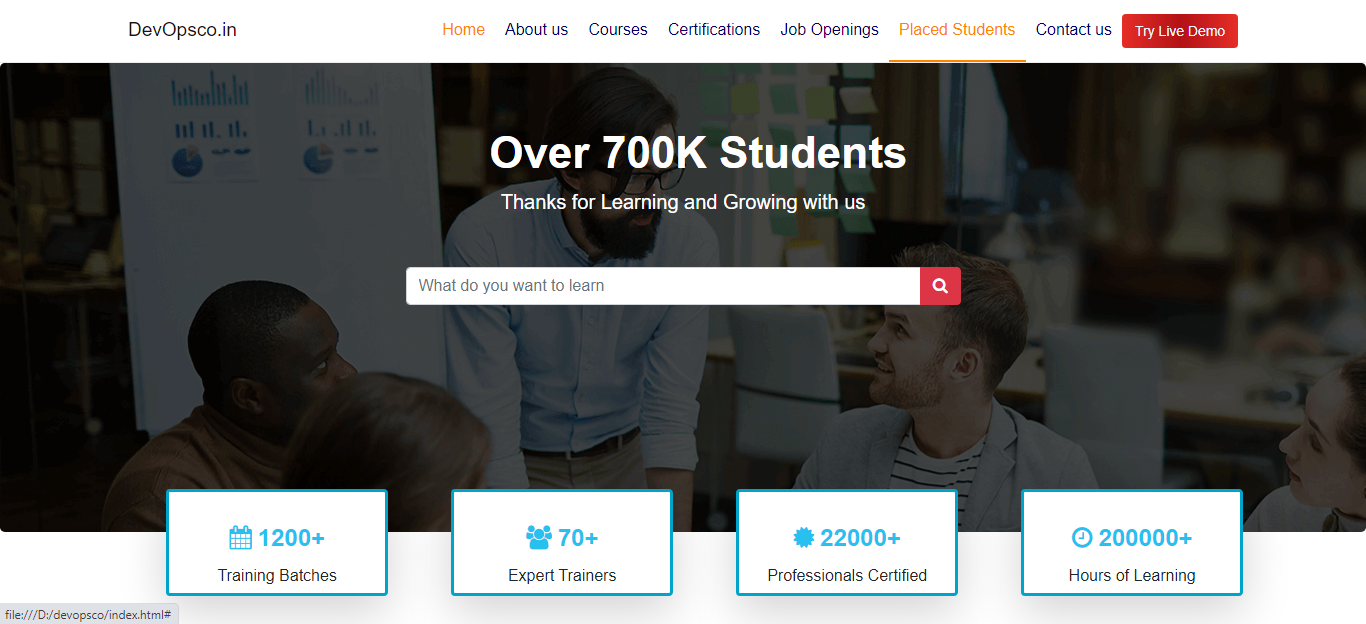 DevOpsco.in
Home About us Courses Certifications Job Openings Placed Students Contact us Try Live Demo
Over 700K Students
Thanks for Learning and Growing with us
What do you want to learn
1200+
Training Batches
70+
Expert Trainers
22000+
Professionals Certified
200000+
Hours of Learning
file:///D:/devopsco/index.html#